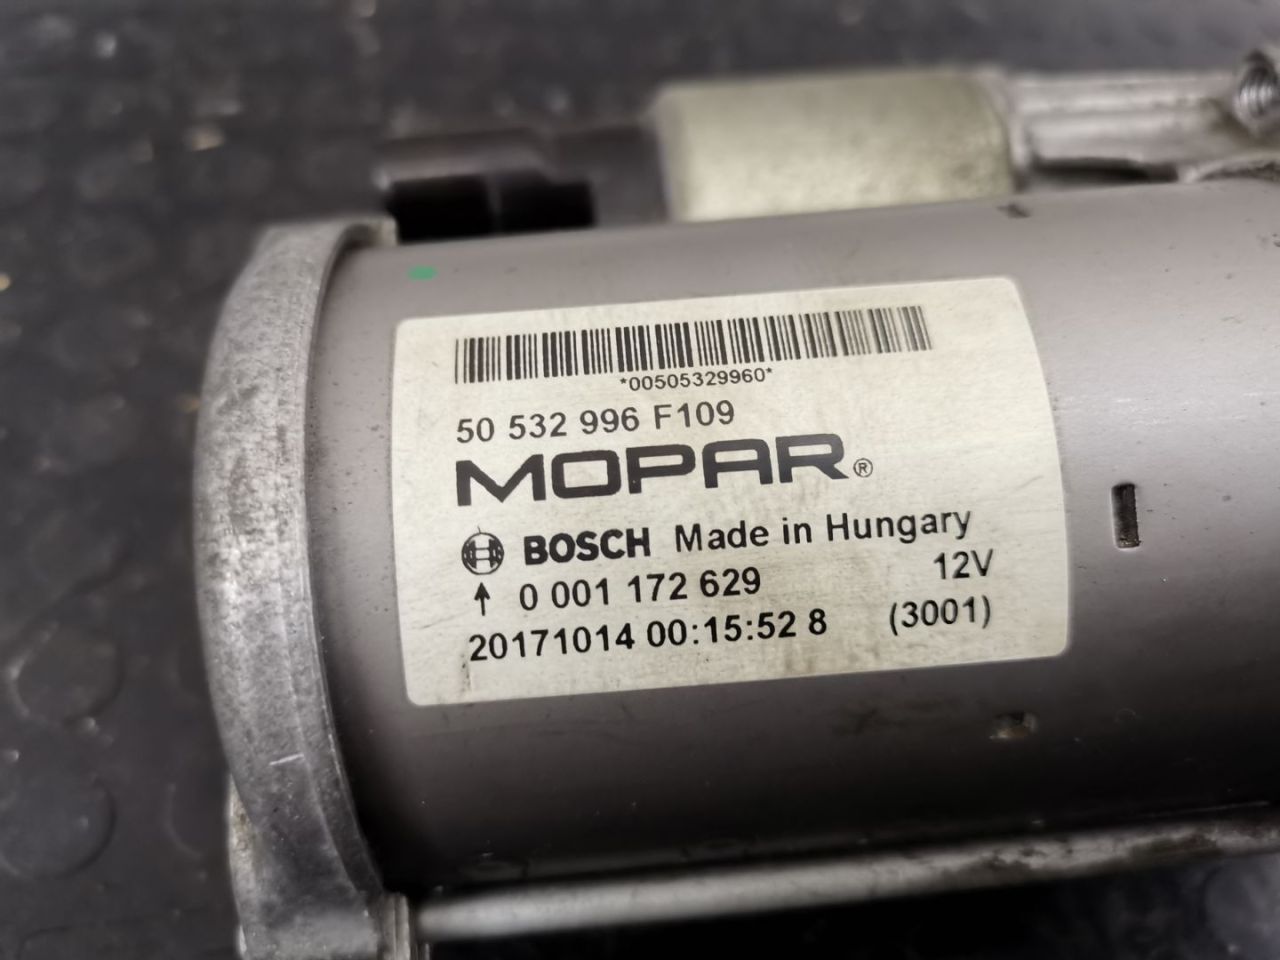 *00505329960*
50 532 996 F109
MOPAR®
BOSCH Made in Hungary
↑ 0 001 172 629 12V
20171014 00:15:52 8 (3001)